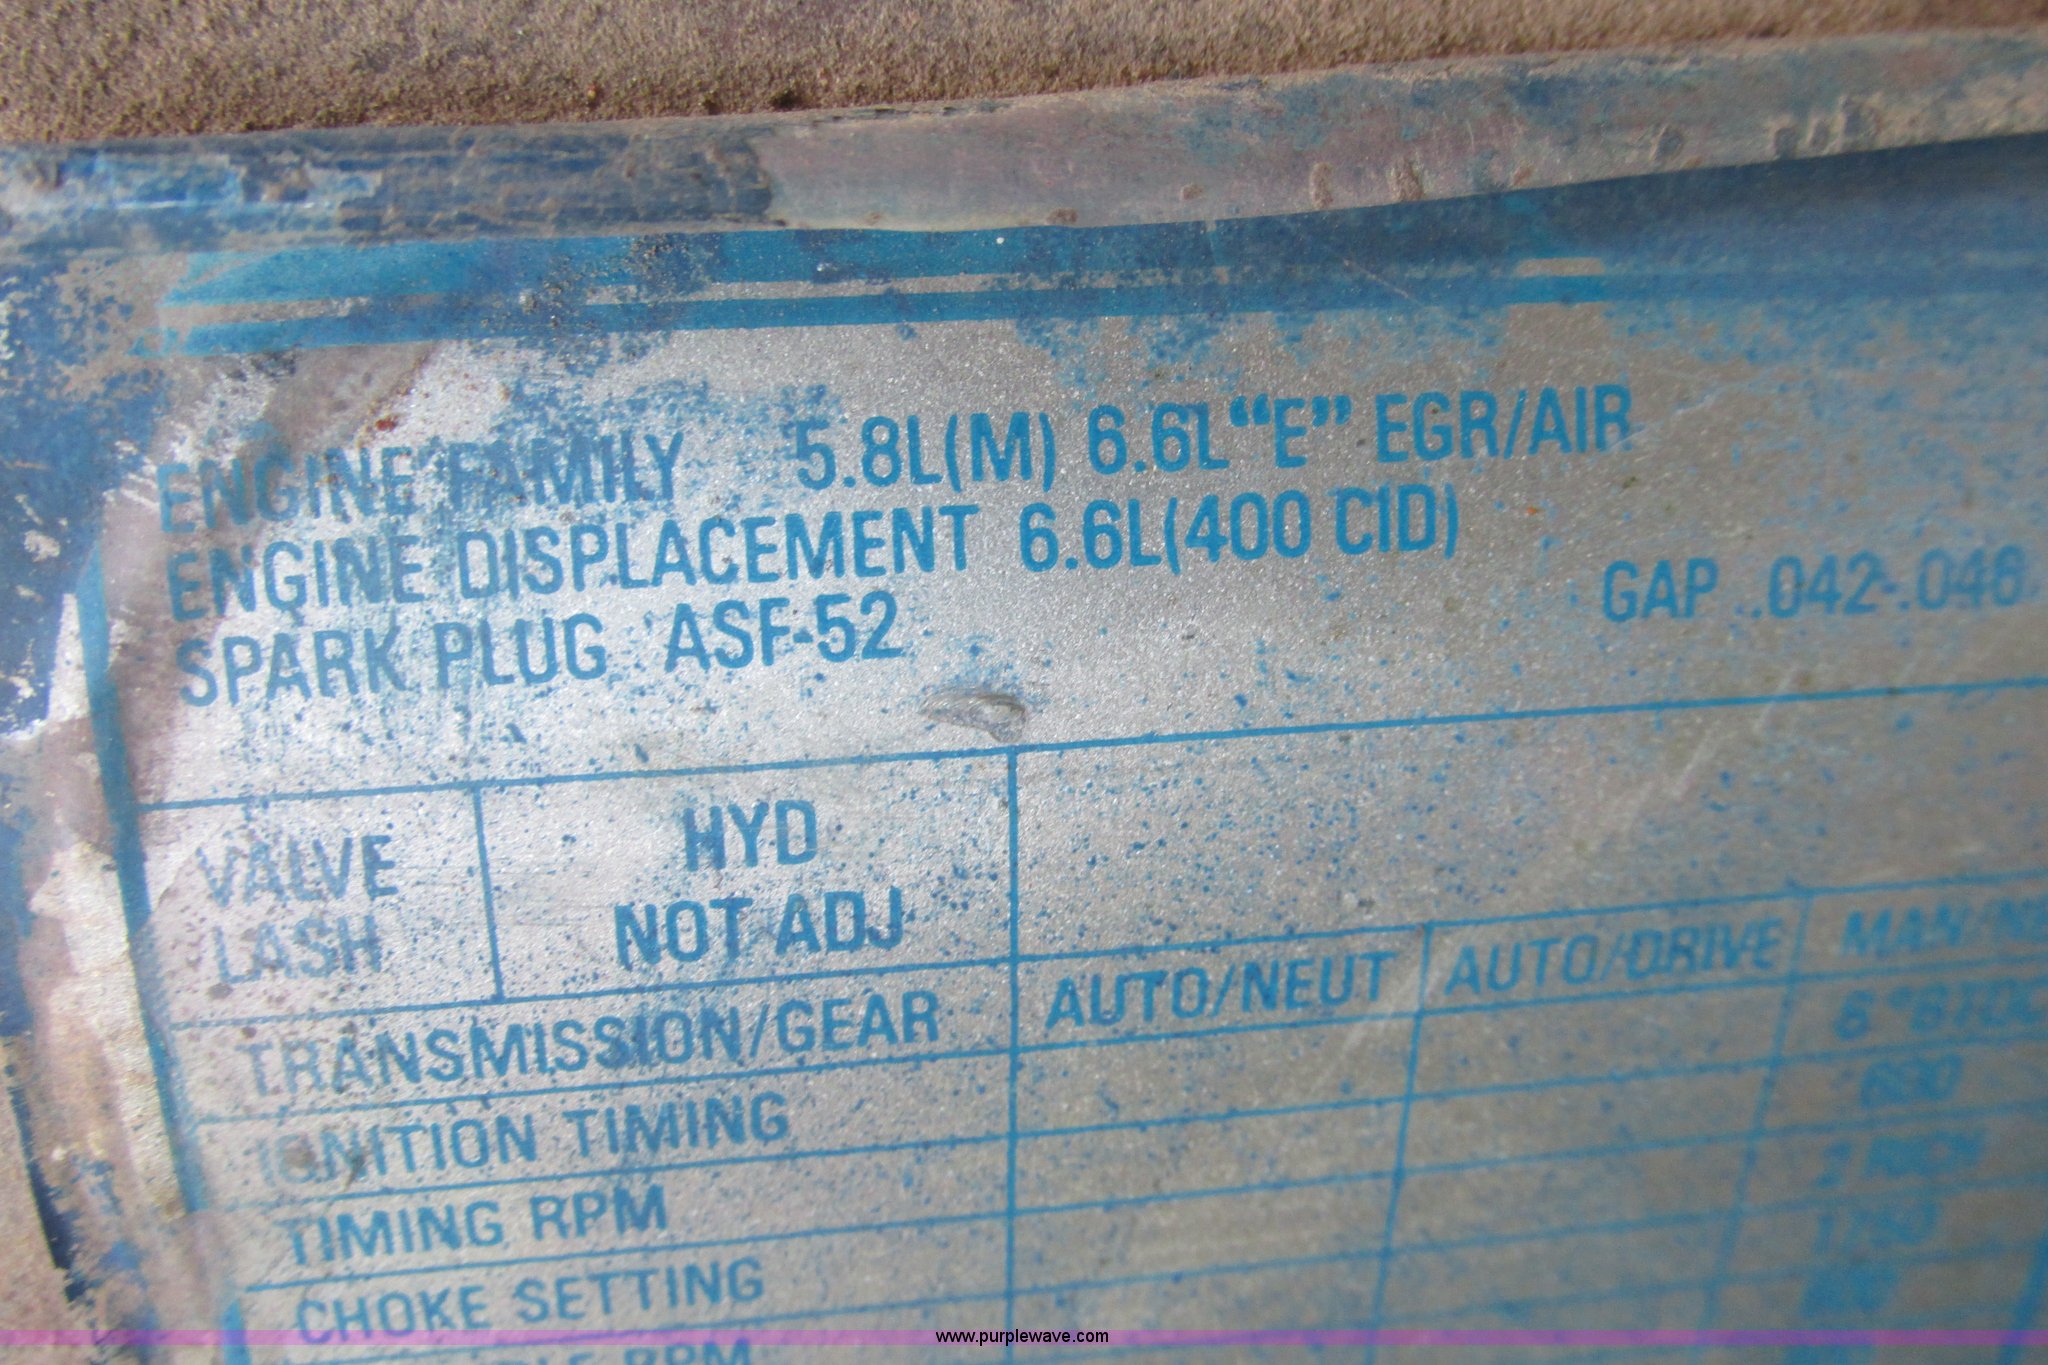 ENGINE FAMILY 5.8L(M) 6.6L "E" EGR/AIR
ENGINE DISPLACEMENT 6.6L(400 CID)
SPARK PLUG ASF-52 GAP .042-.046
VALVE LASH
HYD
NOT ADJ
TRANSMISSION/GEAR AUTO/NEUT AUTO/DRIVE MAN
IGNITION TIMING
TIMING RPM
CHOKE SETTING
RPM
www.purplewave.com